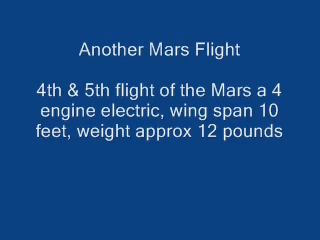 Another Mars Flight
4th & 5th flight of the Mars a 4
engine electric, wing span 10
feet, weight approx 12 pounds